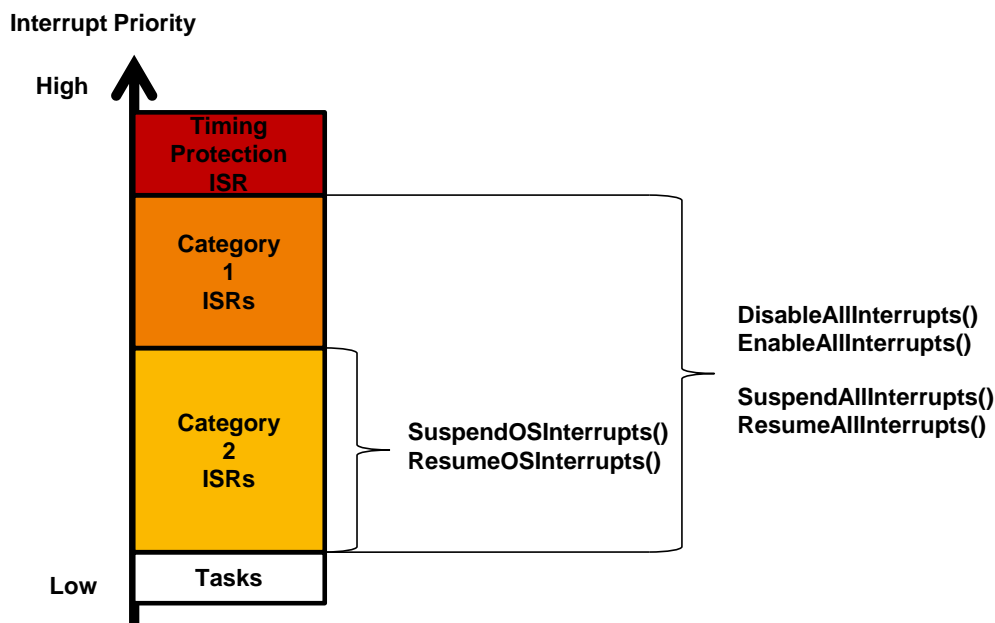 Interrupt Priority
High
Timing
Protection
ISR
Category
1
ISRs
DisableAllInterrupts()
EnableAllInterrupts()
SuspendAllInterrupts()
ResumeAllInterrupts()
Category
2
ISRs
SuspendOSInterrupts()
ResumeOSInterrupts()
Tasks
Low